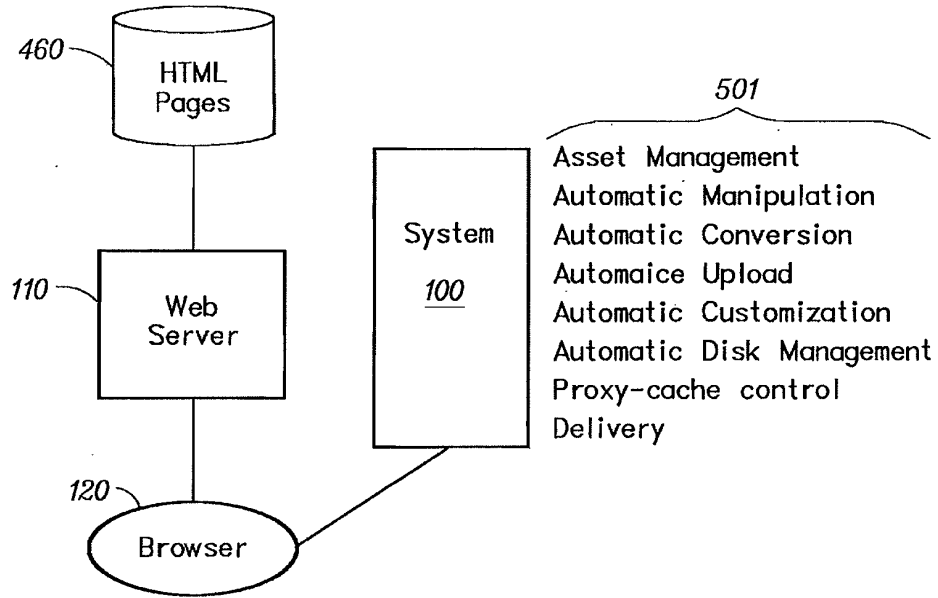 460
HTML
Pages
110
Web
Server
120
Browser
System
100
501
Asset Management
Automatic Manipulation
Automatic Conversion
Automaice Upload
Automatic Customization
Automatic Disk Management
Proxy-cache control
Delivery